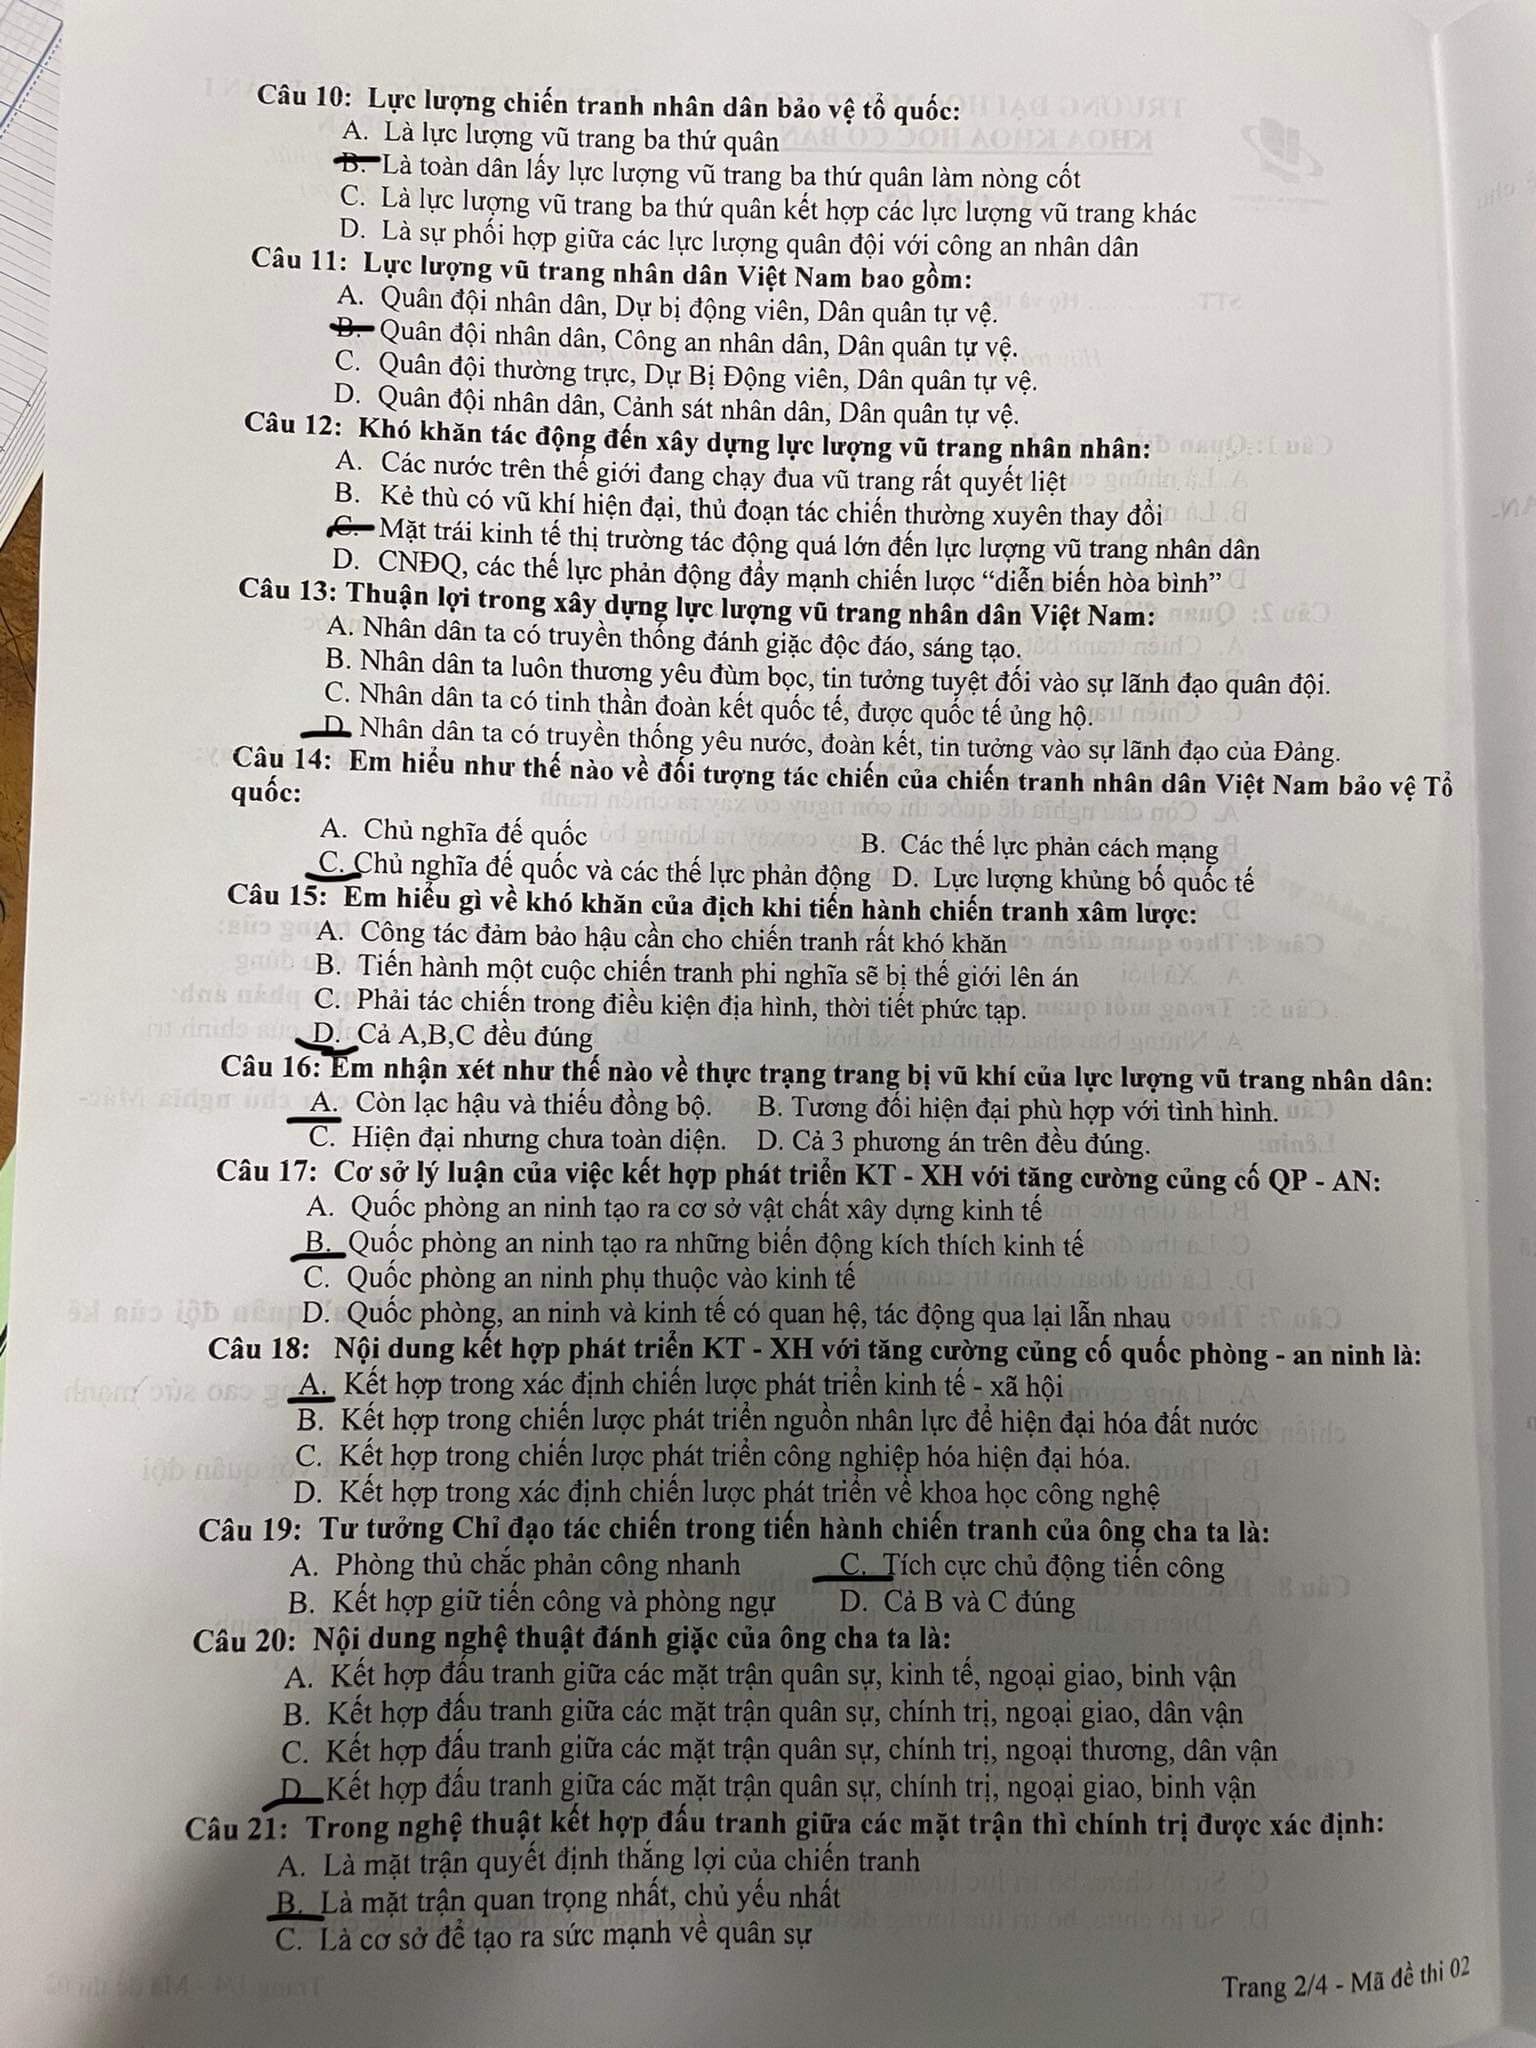 Câu 10: Lực lượng chiến tranh nhân dân bảo vệ tổ quốc:
A. Là lực lượng vũ trang ba thứ quân
B. Là toàn dân lấy lực lượng vũ trang ba thứ quân làm nòng cốt
C. Là lực lượng vũ trang ba thứ quân kết hợp các lực lượng vũ trang khác
D. Là sự phối hợp giữa các lực lượng quân đội với công an nhân dân
Câu 11: Lực lượng vũ trang nhân dân Việt Nam bao gồm:
A. Quân đội nhân dân, Dự bị động viên, Dân quân tự vệ.
B. Quân đội nhân dân, Công an nhân dân, Dân quân tự vệ.
C. Quân đội thường trực, Dự Bị Động viên, Dân quân tự vệ.
D. Quân đội nhân dân, Cảnh sát nhân dân, Dân quân tự vệ.
Câu 12: Khó khăn tác động đến xây dựng lực lượng vũ trang nhân nhân:
A. Các nước trên thế giới đang chạy đua vũ trang rất quyết liệt
B. Kẻ thù có vũ khí hiện đại, thủ đoạn tác chiến thường xuyên thay đổi
C. Mặt trái kinh tế thị trường tác động quá lớn đến lực lượng vũ trang nhân dân
D. CNĐQ, các thế lực phản động đẩy mạnh chiến lược “diễn biến hòa bình”
Câu 13: Thuận lợi trong xây dựng lực lượng vũ trang nhân dân Việt Nam:
A. Nhân dân ta có truyền thống đánh giặc độc đáo, sáng tạo.
B. Nhân dân ta luôn thương yêu đùm bọc, tin tưởng tuyệt đối vào sự lãnh đạo quân đội.
C. Nhân dân ta có tinh thần đoàn kết quốc tế, được quốc tế ủng hộ.
D. Nhân dân ta có truyền thống yêu nước, đoàn kết, tin tưởng vào sự lãnh đạo của Đảng.
Câu 14: Em hiểu như thế nào về đối tượng tác chiến của chiến tranh nhân dân Việt Nam bảo vệ Tổ
quốc:
A. Chủ nghĩa đế quốc B. Các thế lực phản cách mạng
C. Chủ nghĩa đế quốc và các thế lực phản động D. Lực lượng khủng bố quốc tế
Câu 15: Em hiểu gì về khó khăn của địch khi tiến hành chiến tranh xâm lược:
A. Công tác đảm bảo hậu cần cho chiến tranh rất khó khăn
B. Tiến hành một cuộc chiến tranh phi nghĩa sẽ bị thế giới lên án
C. Phải tác chiến trong điều kiện địa hình, thời tiết phức tạp.
D. Cả A,B,C đều đúng
Câu 16: Em nhận xét như thế nào về thực trạng trang bị vũ khí của lực lượng vũ trang nhân dân:
A. Còn lạc hậu và thiếu đồng bộ. B. Tương đối hiện đại phù hợp với tình hình.
C. Hiện đại nhưng chưa toàn diện. D. Cả 3 phương án trên đều đúng.
Câu 17: Cơ sở lý luận của việc kết hợp phát triển KT - XH với tăng cường củng cố QP - AN:
A. Quốc phòng an ninh tạo ra cơ sở vật chất xây dựng kinh tế
B. Quốc phòng an ninh tạo ra những biến động kích thích kinh tế
C. Quốc phòng an ninh phụ thuộc vào kinh tế
D. Quốc phòng, an ninh và kinh tế có quan hệ, tác động qua lại lẫn nhau
Câu 18: Nội dung kết hợp phát triển KT - XH với tăng cường củng cố quốc phòng - an ninh là:
A. Kết hợp trong xác định chiến lược phát triển kinh tế - xã hội
B. Kết hợp trong chiến lược phát triển nguồn nhân lực để hiện đại hóa đất nước
C. Kết hợp trong chiến lược phát triển công nghiệp hóa hiện đại hóa.
D. Kết hợp trong xác định chiến lược phát triển về khoa học công nghệ
Câu 19: Tư tưởng Chỉ đạo tác chiến trong tiến hành chiến tranh của ông cha ta là:
A. Phòng thủ chắc phản công nhanh C. Tích cực chủ động tiến công
B. Kết hợp giữ tiến công và phòng ngự D. Cả B và C đúng
Câu 20: Nội dung nghệ thuật đánh giặc của ông cha ta là:
A. Kết hợp đấu tranh giữa các mặt trận quân sự, kinh tế, ngoại giao, binh vận
B. Kết hợp đấu tranh giữa các mặt trận quân sự, chính trị, ngoại giao, dân vận
C. Kết hợp đấu tranh giữa các mặt trận quân sự, chính trị, ngoại thương, dân vận
D. Kết hợp đấu tranh giữa các mặt trận quân sự, chính trị, ngoại giao, binh vận
Câu 21: Trong nghệ thuật kết hợp đấu tranh giữa các mặt trận thì chính trị được xác định:
A. Là mặt trận quyết định thắng lợi của chiến tranh
B. Là mặt trận quan trọng nhất, chủ yếu nhất
C. Là cơ sở để tạo ra sức mạnh về quân sự
Trang 2/4 - Mã đề thi 02